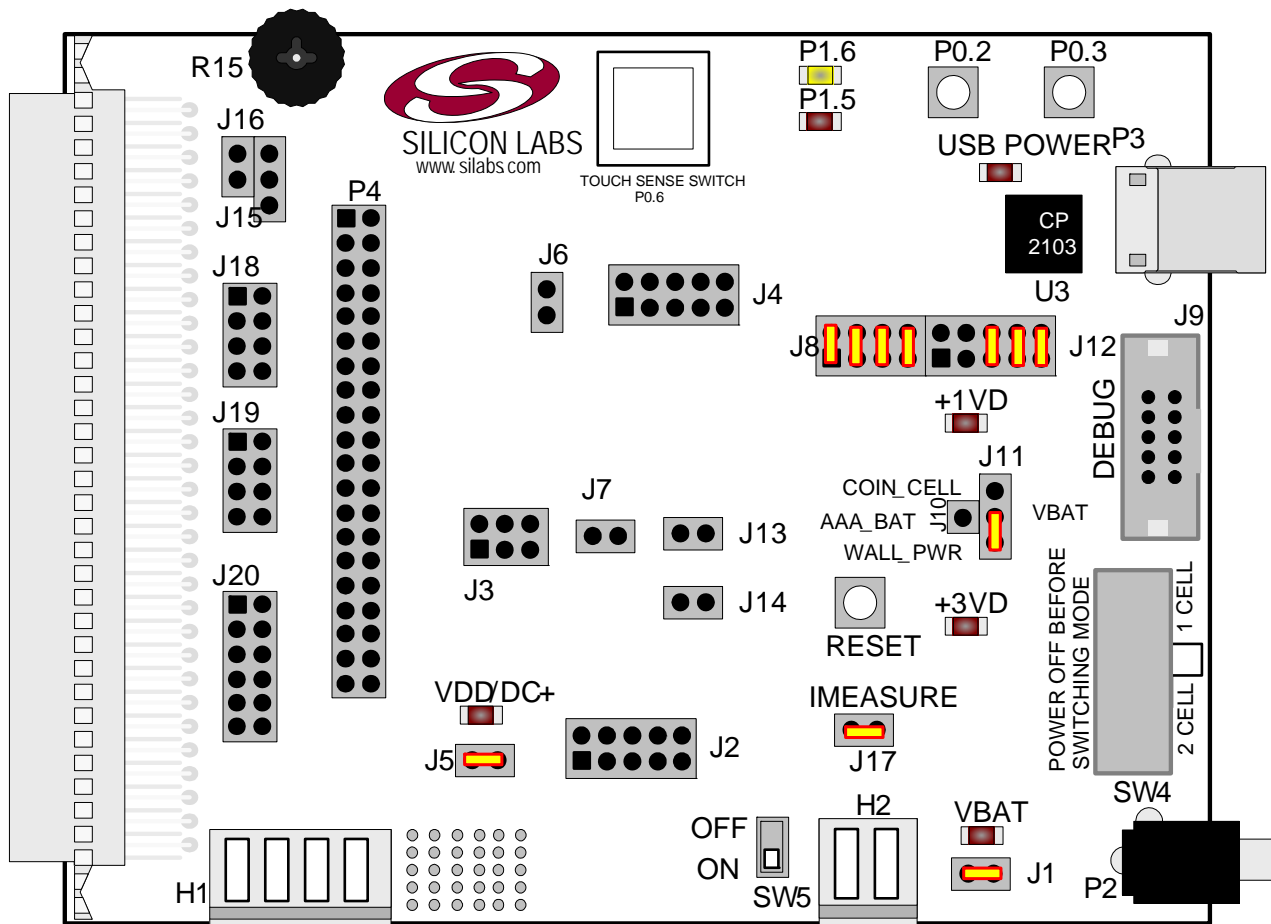 R15
P1.6
P0.2
P0.3
P1.5
J16
SILICON LABS
www.silabs.com
USB POWER
P3
TOUCH SENSE SWITCH
P0.6
P4
J15
CP
2103
J18
J6
J4
U3
J9
J8
J12
+1VD
DEBUG
J19
J11
J7
COIN_CELL
J10
AAA_BAT
VBAT
J13
WALL_PWR
J20
J3
J14
+3VD
RESET
POWER OFF BEFORE
SWITCHING MODE
1 CELL
2 CELL
VDD/DC+
IMEASURE
J5
J2
J17
SW4
H2
VBAT
OFF
ON
H1
SW5
J1
P2